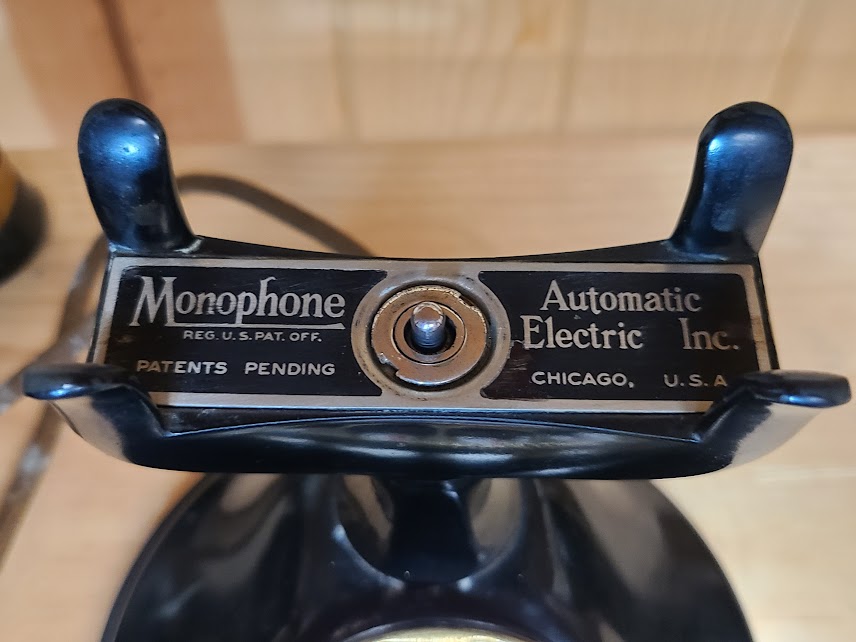 Monophone
REG. U.S. PAT. OFF.
PATENTS PENDING
Automatic
Electric Inc.
CHICAGO, U.S.A